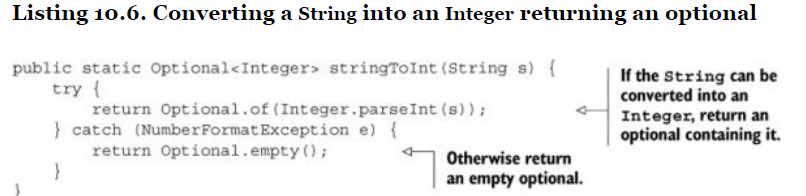 Listing 10.6. Converting a String into an Integer returning an optional
public static Optional<Integer> stringToInt(String s) {
    try {
        return Optional.of(Integer.parseInt(s));
    } catch (NumberFormatException e) {
        return Optional.empty();
    }
}
If the String can be
converted into an
Integer, return an
optional containing it.
Otherwise return
an empty optional.